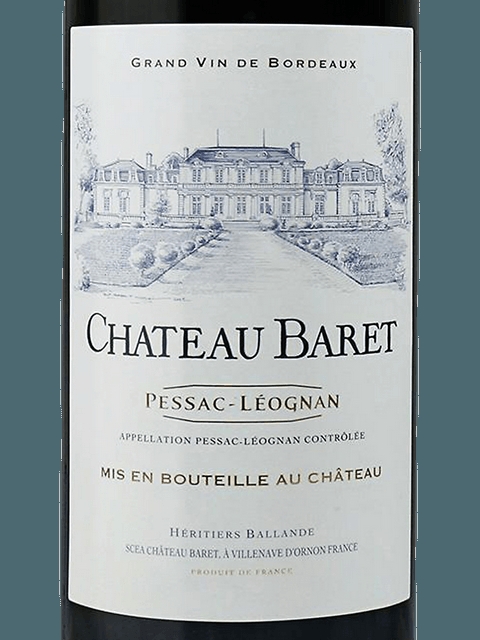 GRAND VIN DE BORDEAUX
CHATEAU BARET
PESSAC-LÉOGNAN
APPELLATION PESSAC-LÉOGNAN CONTRÔLÉE
MIS EN BOUTEILLE AU CHÂTEAU
HÉRITIERS BALLANDE
SCEA CHÂTEAU BARET, À VILLENAVE D'ORNON FRANCE
PRODUIT DE FRANCE